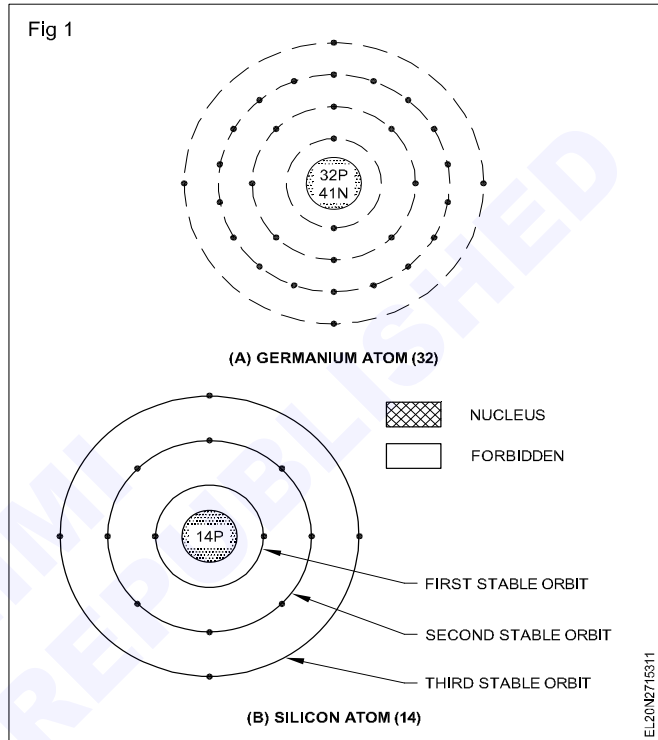 Fig 1
32P
41N
(A) GERMANIUM ATOM (32)
NUCLEUS
FORBIDDEN
14P
FIRST STABLE ORBIT
SECOND STABLE ORBIT
THIRD STABLE ORBIT
(B) SILICON ATOM (14)
EL20N2715311
REPUBLISHED